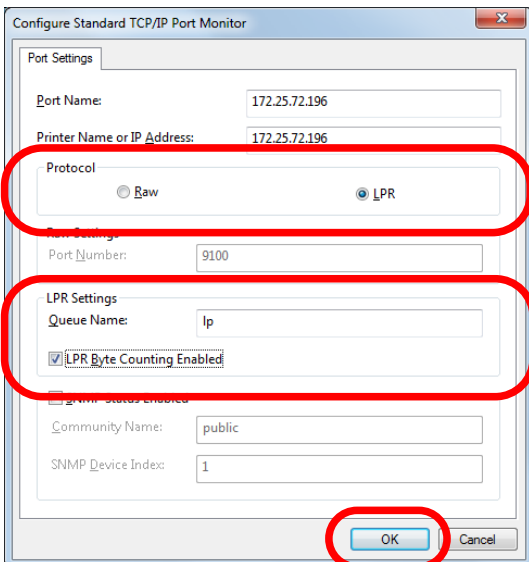 Configure Standard TCP/IP Port Monitor
Port Settings
Port Name: 172.25.72.196
Printer Name or IP Address: 172.25.72.196
Protocol
Raw LPR
Raw Settings
Port Number: 9100
LPR Settings
Queue Name: lp
LPR Byte Counting Enabled
SNMP Status Enabled
Community Name: public
SNMP Device Index: 1
OK Cancel